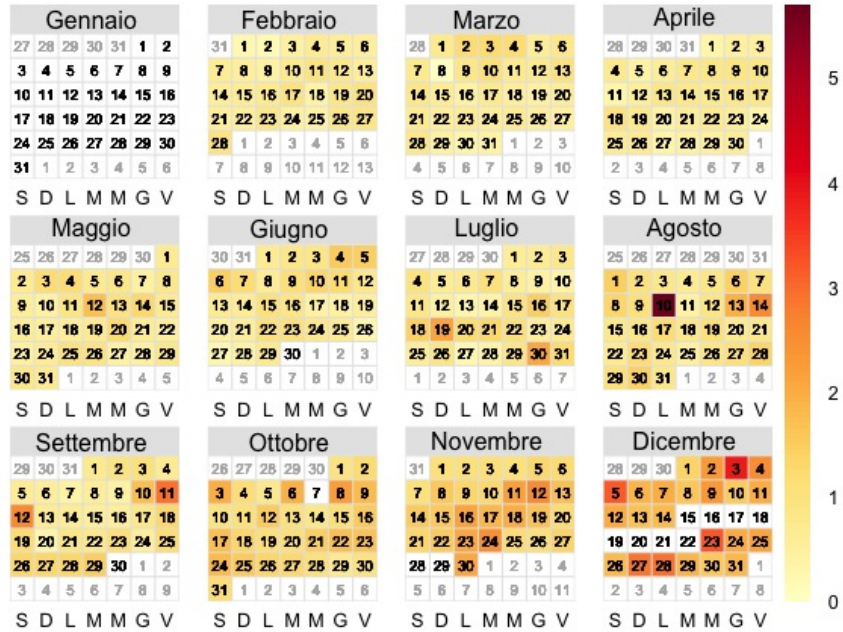 Gennaio
27 28 29 30 31 1 2
3 4 5 6 7 8 9
10 11 12 13 14 15 16
17 18 19 20 21 22 23
24 25 26 27 28 29 30
31 1 2 3 4 5 6
S D L M M G V
Febbraio
31 1 2 3 4 5 6
7 8 9 10 11 12 13
14 15 16 17 18 19 20
21 22 23 24 25 26 27
28 1 2 3 4 5 6
7 8 9 10 11 12 13
S D L M M G V
Marzo
28 1 2 3 4 5 6
7 8 9 10 11 12 13
14 15 16 17 18 19 20
21 22 23 24 25 26 27
28 29 30 31 1 2 3
4 5 6 7 8 9 10
S D L M M G V
Aprile
28 29 30 31 1 2 3
4 5 6 7 8 9 10
11 12 13 14 15 16 17
18 19 20 21 22 23 24
25 26 27 28 29 30 1
2 3 4 5 6 7 8
S D L M M G V
Maggio
25 26 27 28 29 30 1
2 3 4 5 6 7 8
9 10 11 12 13 14 15
16 17 18 19 20 21 22
23 24 25 26 27 28 29
30 31 1 2 3 4 5
S D L M M G V
Giugno
30 31 1 2 3 4 5
6 7 8 9 10 11 12
13 14 15 16 17 18 19
20 21 22 23 24 25 26
27 28 29 30 1 2 3
4 5 6 7 8 9 10
S D L M M G V
Luglio
27 28 29 30 1 2 3
4 5 6 7 8 9 10
11 12 13 14 15 16 17
18 19 20 21 22 23 24
25 26 27 28 29 30 31
1 2 3 4 5 6 7
S D L M M G V
Agosto
25 26 27 28 29 30 31
1 2 3 4 5 6 7
8 9 10 11 12 13 14
15 16 17 18 19 20 21
22 23 24 25 26 27 28
29 30 31 1 2 3 4
S D L M M G V
Settembre
29 30 31 1 2 3 4
5 6 7 8 9 10 11
12 13 14 15 16 17 18
19 20 21 22 23 24 25
26 27 28 29 30 1 2
3 4 5 6 7 8 9
S D L M M G V
Ottobre
26 27 28 29 30 1 2
3 4 5 6 7 8 9
10 11 12 13 14 15 16
17 18 19 20 21 22 23
24 25 26 27 28 29 30
31 1 2 3 4 5 6
S D L M M G V
Novembre
31 1 2 3 4 5 6
7 8 9 10 11 12 13
14 15 16 17 18 19 20
21 22 23 24 25 26 27
28 29 30 1 2 3 4
5 6 7 8 9 10 11
S D L M M G V
Dicembre
28 29 30 1 2 3 4
5 6 7 8 9 10 11
12 13 14 15 16 17 18
19 20 21 22 23 24 25
26 27 28 29 30 31 1
2 3 4 5 6 7 8
S D L M M G V
5
4
3
2
1
0